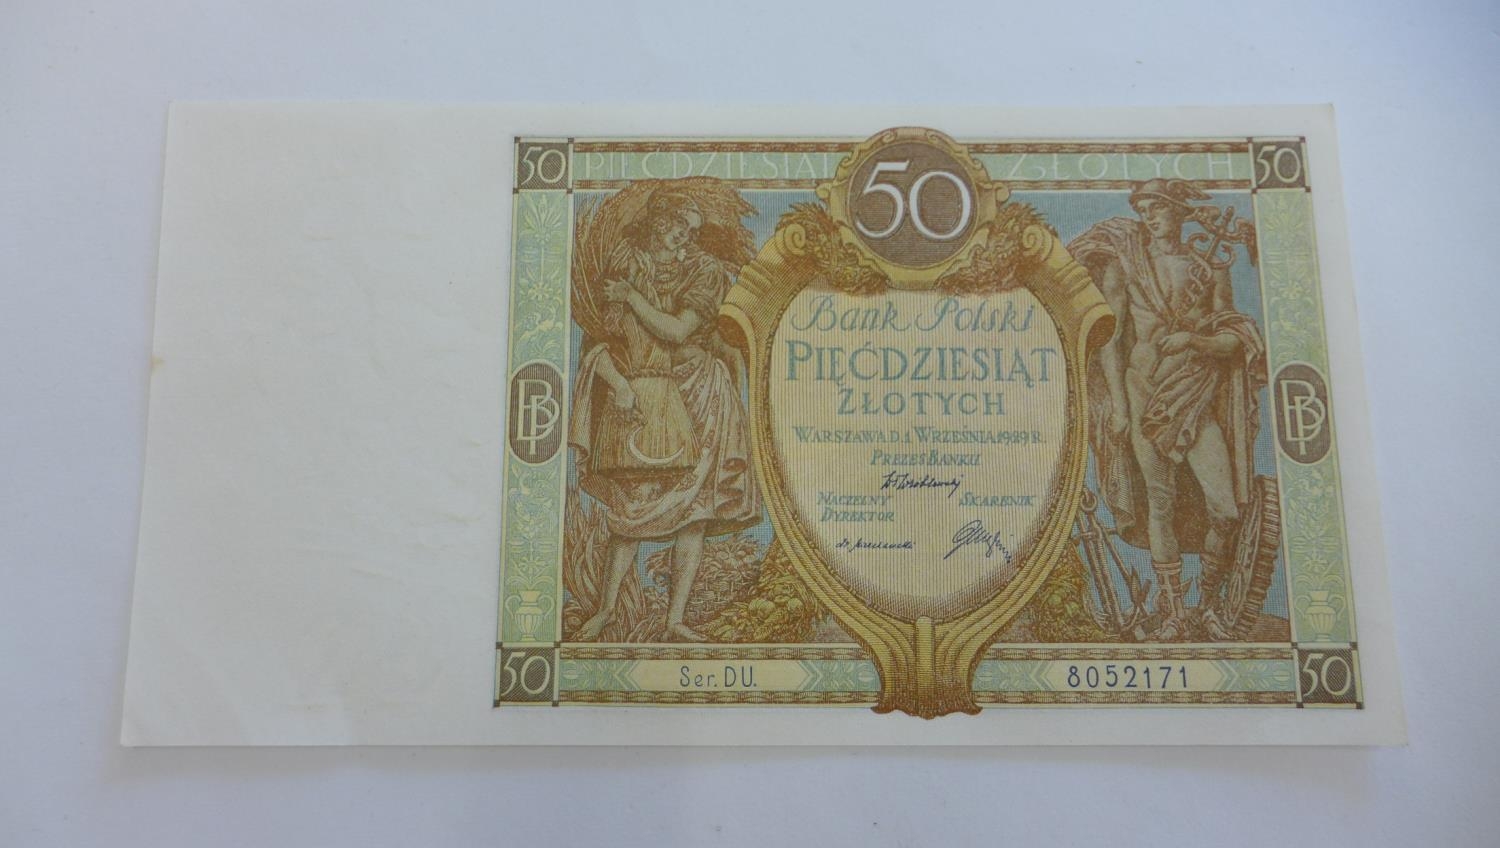 50 PIĘĆDZIESIĄT 50 ZŁOTYCH 50
Bank Polski
PIĘĆDZIESIĄT
ZŁOTYCH
WARSZAWA D. 1 WRZEŚNIA 1929 R.
PREZES BANKU
NACZELNY SKARBNIK
DYREKTOR
BP BP
50 Ser. DU. 8052171 50